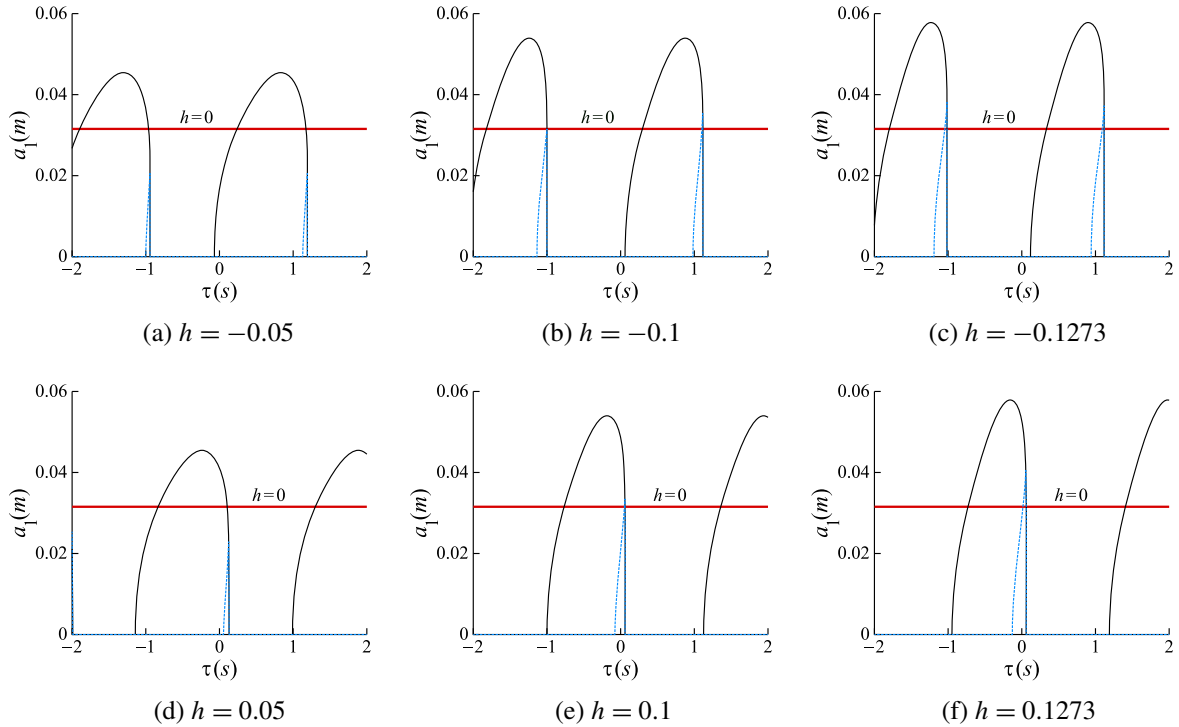 0.06 0.06 0.06
0.04 0.04 0.04
h=0 h=0 h=0
a₁(m) a₁(m) a₁(m)
0.02 0.02 0.02
0 0 0
−2 −1 0 1 2 −2 −1 0 1 2 −2 −1 0 1 2
τ(s) τ(s) τ(s)
(a) h = −0.05 (b) h = −0.1 (c) h = −0.1273
0.06 0.06 0.06
0.04 0.04 0.04
h=0 h=0 h=0
a₁(m) a₁(m) a₁(m)
0.02 0.02 0.02
0 0 0
−2 −1 0 1 2 −2 −1 0 1 2 −2 −1 0 1 2
τ(s) τ(s) τ(s)
(d) h = 0.05 (e) h = 0.1 (f) h = 0.1273